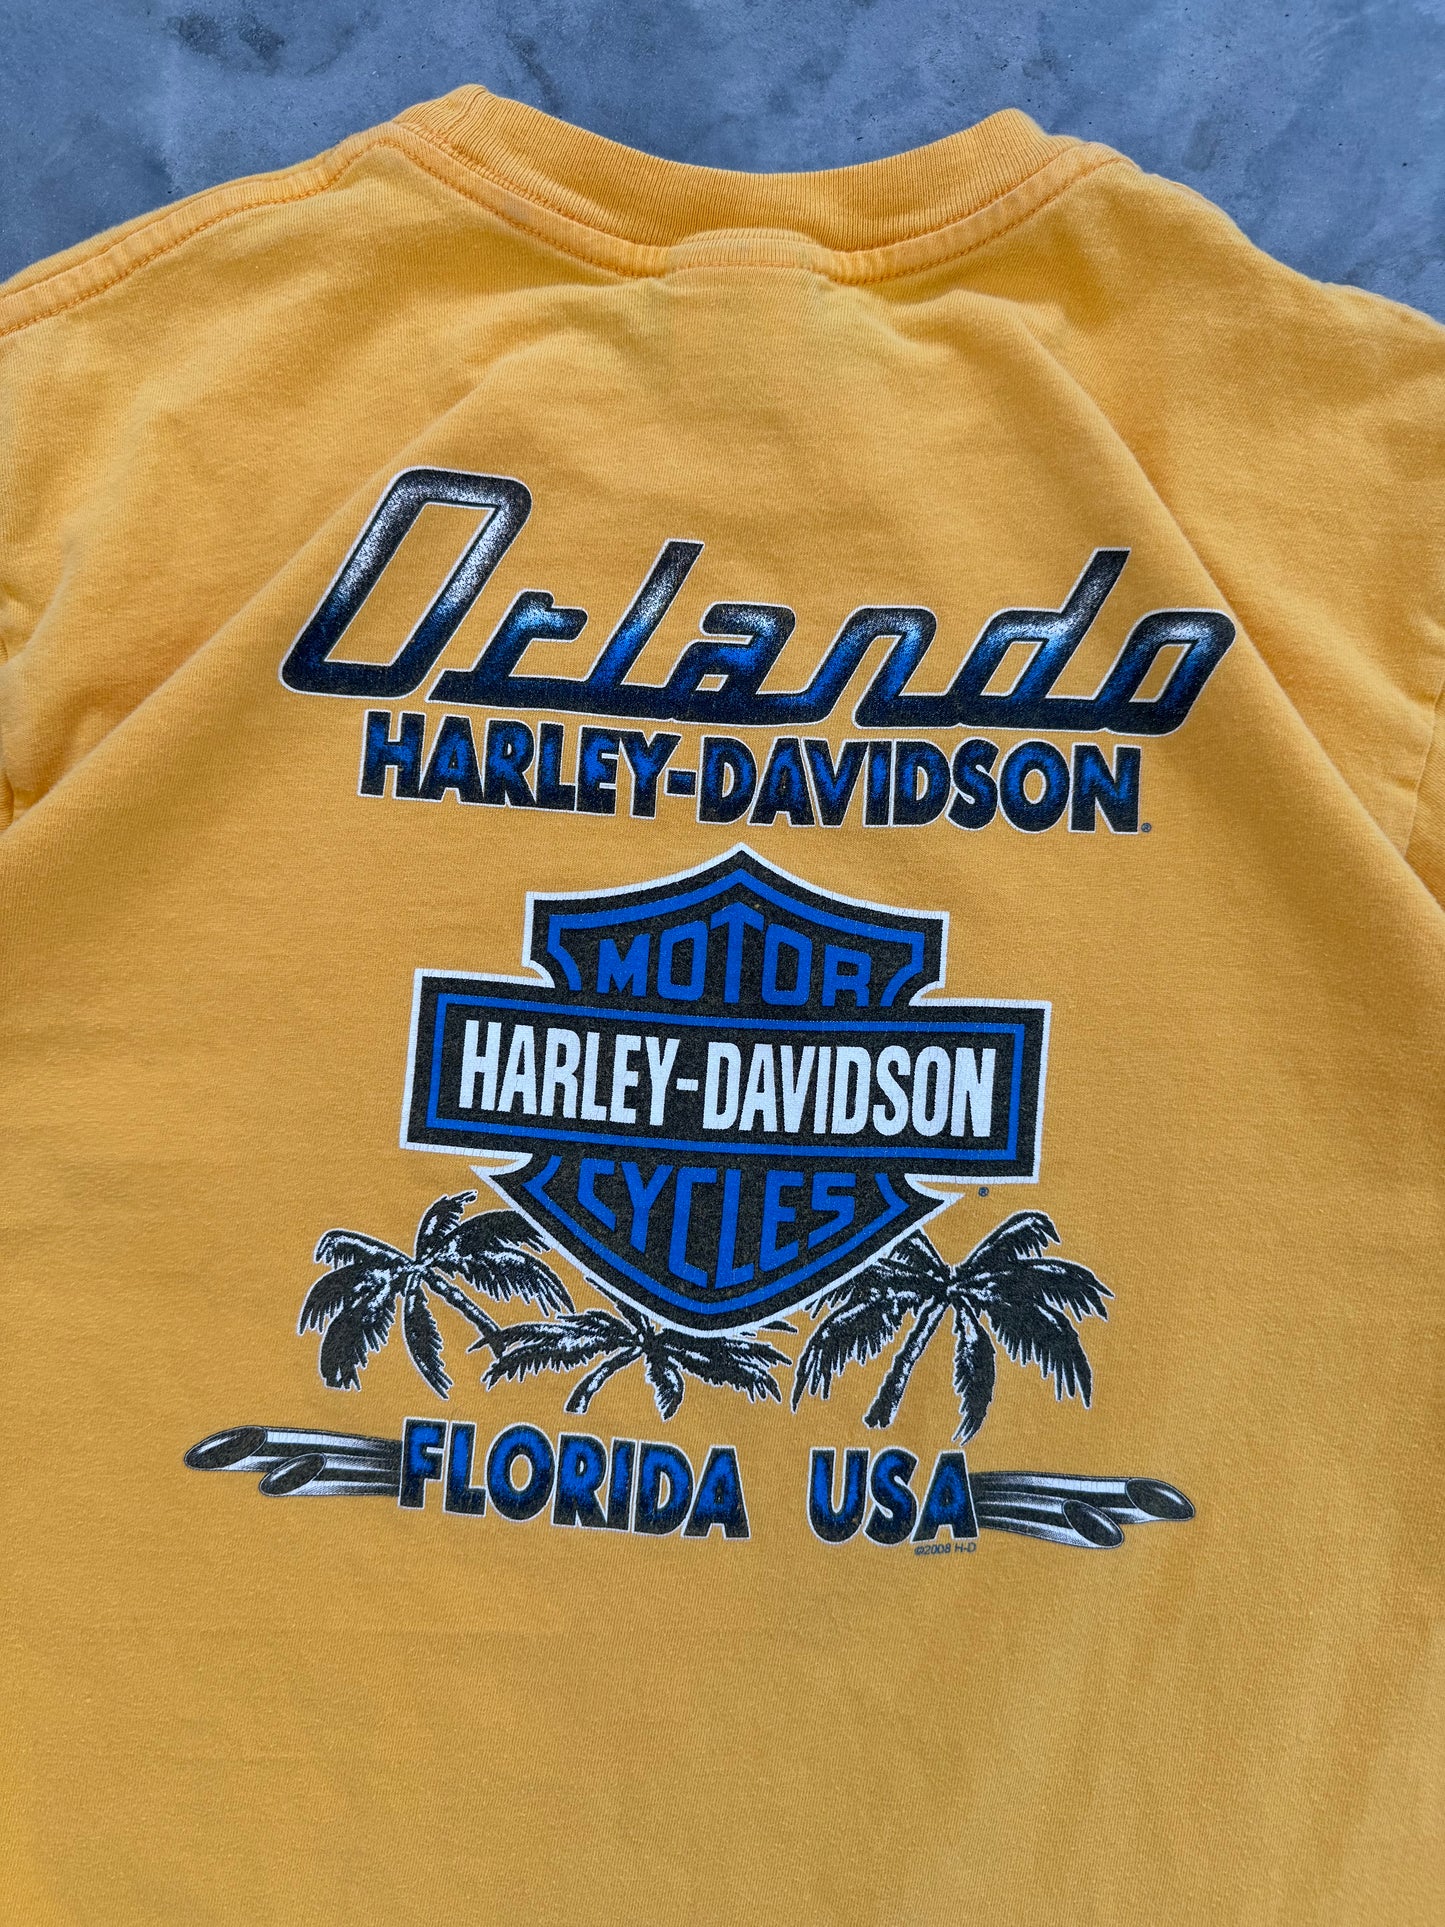 Orlando
HARLEY-DAVIDSON®
MOTOR
HARLEY-DAVIDSON
CYCLES
®
FLORIDA USA
©2008 H-D